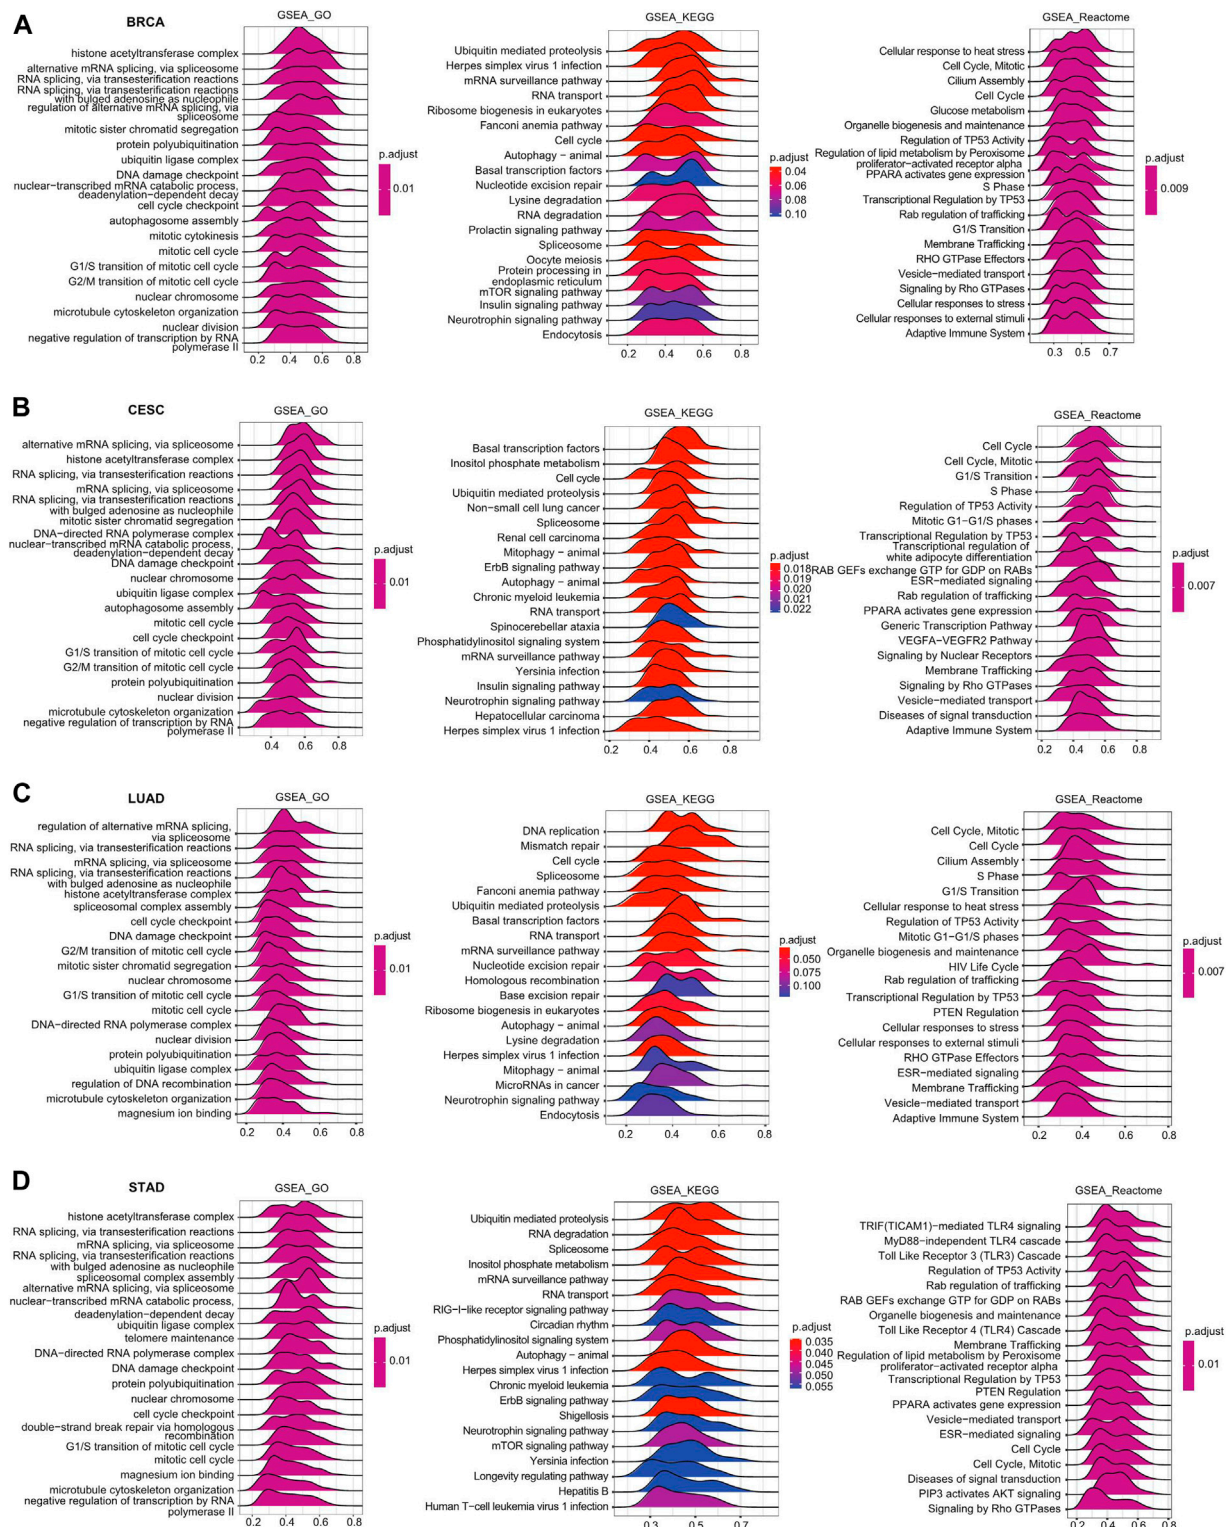 A
BRCA
GSEA_GO
histone acetyltransferase complex
alternative mRNA splicing, via spliceosome
RNA splicing, via transesterification reactions
RNA splicing, via transesterification reactions
with bulged adenosine as nucleophile
regulation of alternative mRNA splicing, via
spliceosome
mitotic sister chromatid segregation
protein polyubiquitination
ubiquitin ligase complex
DNA damage checkpoint
nuclear-transcribed mRNA catabolic process,
deadenylation-dependent decay
cell cycle checkpoint
autophagosome assembly
mitotic cytokinesis
mitotic cell cycle
G1/S transition of mitotic cell cycle
G2/M transition of mitotic cell cycle
nuclear chromosome
microtubule cytoskeleton organization
nuclear division
negative regulation of transcription by RNA
polymerase II
0.2 0.4 0.6 0.8
p.adjust
0.01
GSEA_KEGG
Ubiquitin mediated proteolysis
Herpes simplex virus 1 infection
mRNA surveillance pathway
RNA transport
Ribosome biogenesis in eukaryotes
Fanconi anemia pathway
Cell cycle
Autophagy − animal
Basal transcription factors
Nucleotide excision repair
Lysine degradation
RNA degradation
Prolactin signaling pathway
Spliceosome
Oocyte meiosis
Protein processing in
endoplasmic reticulum
mTOR signaling pathway
Insulin signaling pathway
Neurotrophin signaling pathway
Endocytosis
0.2 0.4 0.6 0.8
p.adjust
0.04
0.06
0.08
0.10
GSEA_Reactome
Cellular response to heat stress
Cell Cycle, Mitotic
Cilium Assembly
Cell Cycle
Glucose metabolism
Organelle biogenesis and maintenance
Regulation of TP53 Activity
Regulation of lipid metabolism by Peroxisome
proliferator-activated receptor alpha
PPARA activates gene expression
S Phase
Transcriptional Regulation by TP53
Rab regulation of trafficking
G1/S Transition
Membrane Trafficking
RHO GTPase Effectors
Vesicle−mediated transport
Signaling by Rho GTPases
Cellular responses to stress
Cellular responses to external stimuli
Adaptive Immune System
0.3 0.5 0.7
p.adjust
0.009
B
CESC
GSEA_GO
alternative mRNA splicing, via spliceosome
histone acetyltransferase complex
RNA splicing, via transesterification reactions
mRNA splicing, via spliceosome
RNA splicing, via transesterification reactions
with bulged adenosine as nucleophile
mitotic sister chromatid segregation
DNA−directed RNA polymerase complex
nuclear−transcribed mRNA catabolic process,
deadenylation−dependent decay
DNA damage checkpoint
nuclear chromosome
ubiquitin ligase complex
autophagosome assembly
mitotic cell cycle
cell cycle checkpoint
G1/S transition of mitotic cell cycle
G2/M transition of mitotic cell cycle
protein polyubiquitination
nuclear division
microtubule cytoskeleton organization
negative regulation of transcription by RNA
polymerase II
0.4 0.6 0.8
p.adjust
0.01
GSEA_KEGG
Basal transcription factors
Inositol phosphate metabolism
Cell cycle
Ubiquitin mediated proteolysis
Non−small cell lung cancer
Spliceosome
Renal cell carcinoma
Mitophagy − animal
ErbB signaling pathway
Autophagy − animal
Chronic myeloid leukemia
RNA transport
Spinocerebellar ataxia
Phosphatidylinositol signaling system
mRNA surveillance pathway
Yersinia infection
Insulin signaling pathway
Neurotrophin signaling pathway
Hepatocellular carcinoma
Herpes simplex virus 1 infection
0.2 0.4 0.6 0.8
p.adjust
0.018
0.019
0.020
0.021
0.022
GSEA_Reactome
Cell Cycle
Cell Cycle, Mitotic
G1/S Transition
S Phase
Regulation of TP53 Activity
Mitotic G1−G1/S phases
Transcriptional Regulation by TP53
Transcriptional regulation of
white adipocyte differentiation
RAB GEFs exchange GTP for GDP on RABs
ESR−mediated signaling
Rab regulation of trafficking
PPARA activates gene expression
Generic Transcription Pathway
VEGFA−VEGFR2 Pathway
Signaling by Nuclear Receptors
Membrane Trafficking
Signaling by Rho GTPases
Vesicle−mediated transport
Diseases of signal transduction
Adaptive Immune System
0.2 0.4 0.6 0.8
p.adjust
0.007
C
LUAD
GSEA_GO
regulation of alternative mRNA splicing,
via spliceosome
RNA splicing, via transesterification reactions
mRNA splicing, via spliceosome
RNA splicing, via transesterification reactions
with bulged adenosine as nucleophile
histone acetyltransferase complex
spliceosomal complex assembly
cell cycle checkpoint
DNA damage checkpoint
G2/M transition of mitotic cell cycle
mitotic sister chromatid segregation
nuclear chromosome
G1/S transition of mitotic cell cycle
mitotic cell cycle
DNA−directed RNA polymerase complex
nuclear division
protein polyubiquitination
ubiquitin ligase complex
regulation of DNA recombination
microtubule cytoskeleton organization
magnesium ion binding
0.2 0.4 0.6 0.8
p.adjust
0.01
GSEA_KEGG
DNA replication
Mismatch repair
Cell cycle
Spliceosome
Fanconi anemia pathway
Ubiquitin mediated proteolysis
Basal transcription factors
RNA transport
mRNA surveillance pathway
Nucleotide excision repair
Homologous recombination
Base excision repair
Ribosome biogenesis in eukaryotes
Autophagy − animal
Lysine degradation
Herpes simplex virus 1 infection
Mitophagy − animal
MicroRNAs in cancer
Neurotrophin signaling pathway
Endocytosis
0.2 0.4 0.6 0.8
p.adjust
0.050
0.075
0.100
GSEA_Reactome
Cell Cycle, Mitotic
Cell Cycle
Cilium Assembly
S Phase
G1/S Transition
Cellular response to heat stress
Regulation of TP53 Activity
Mitotic G1−G1/S phases
Organelle biogenesis and maintenance
HIV Life Cycle
Rab regulation of trafficking
Transcriptional Regulation by TP53
PTEN Regulation
Cellular responses to stress
Cellular responses to external stimuli
RHO GTPase Effectors
ESR−mediated signaling
Membrane Trafficking
Vesicle−mediated transport
Adaptive Immune System
0.2 0.4 0.6 0.8
p.adjust
0.007
D
STAD
GSEA_GO
histone acetyltransferase complex
RNA splicing, via transesterification reactions
mRNA splicing, via spliceosome
RNA splicing, via transesterification reactions
with bulged adenosine as nucleophile
spliceosomal complex assembly
alternative mRNA splicing, via spliceosome
nuclear−transcribed mRNA catabolic process,
deadenylation−dependent decay
ubiquitin ligase complex
telomere maintenance
DNA−directed RNA polymerase complex
DNA damage checkpoint
protein polyubiquitination
nuclear chromosome
cell cycle checkpoint
double−strand break repair via homologous
recombination
G1/S transition of mitotic cell cycle
mitotic cell cycle
magnesium ion binding
microtubule cytoskeleton organization
negative regulation of transcription by RNA
polymerase II
0.2 0.4 0.6 0.8
p.adjust
0.01
GSEA_KEGG
Ubiquitin mediated proteolysis
RNA degradation
Spliceosome
Inositol phosphate metabolism
mRNA surveillance pathway
RNA transport
RIG−I−like receptor signaling pathway
Circadian rhythm
Phosphatidylinositol signaling system
Autophagy − animal
Herpes simplex virus 1 infection
Chronic myeloid leukemia
ErbB signaling pathway
Shigellosis
Neurotrophin signaling pathway
mTOR signaling pathway
Yersinia infection
Longevity regulating pathway
Hepatitis B
Human T−cell leukemia virus 1 infection
0.3 0.7
p.adjust
0.035
0.040
0.045
0.050
0.055
GSEA_Reactome
TRIF(TICAM1)−mediated TLR4 signaling
MyD88−independent TLR4 cascade
Toll Like Receptor 3 (TLR3) Cascade
Regulation of TP53 Activity
Rab regulation of trafficking
RAB GEFs exchange GTP for GDP on RABs
Organelle biogenesis and maintenance
Toll Like Receptor 4 (TLR4) Cascade
Membrane Trafficking
Regulation of lipid metabolism by Peroxisome
proliferator−activated receptor alpha
Transcriptional Regulation by TP53
PTEN Regulation
PPARA activates gene expression
Vesicle−mediated transport
ESR−mediated signaling
Cell Cycle
Cell Cycle, Mitotic
Diseases of signal transduction
PIP3 activates AKT signaling
Signaling by Rho GTPases
0.2 0.4 0.6 0.8
p.adjust
0.01